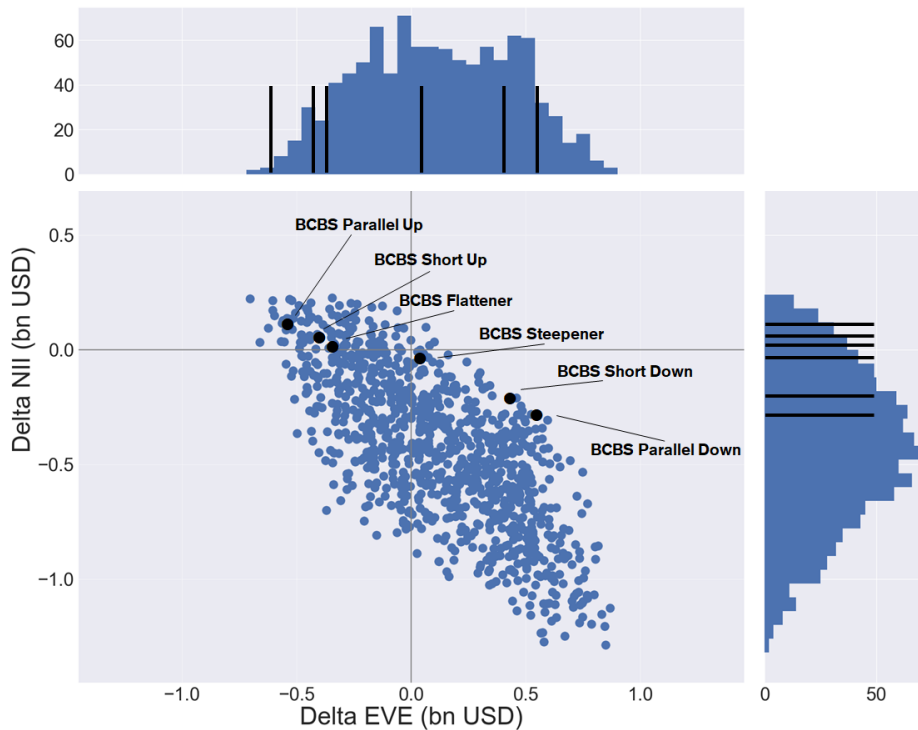 60
40
20
0
BCBS Parallel Up
0.5
BCBS Short Up
BCBS Flattener
BCBS Steepener
0.0
BCBS Short Down
BCBS Parallel Down
−0.5
−1.0
Delta NII (bn USD)
−1.0 −0.5 0.0 0.5 1.0
0 50
Delta EVE (bn USD)